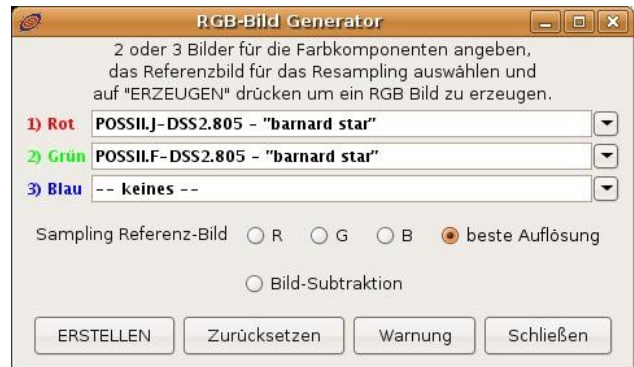 RGB-Bild Generator
2 oder 3 Bilder für die Farbkomponenten angeben,
das Referenzbild für das Resampling auswählen und
auf "ERZEUGEN" drücken um ein RGB Bild zu erzeugen.
1) Rot POSSII.J-DSS2.805 - "barnard star"
2) Grün POSSII.F-DSS2.805 - "barnard star"
3) Blau -- keines --
Sampling Referenz-Bild R G B beste Auflösung
Bild-Subtraktion
ERSTELLEN Zurücksetzen Warnung Schließen